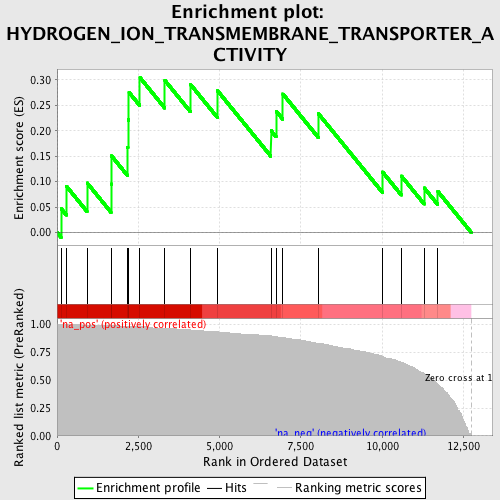 Enrichment plot:
HYDROGEN_ION_TRANSMEMBRANE_TRANSPORTER_A
CTIVITY
Enrichment score (ES)
0.30
0.25
0.20
0.15
0.10
0.05
0.00
'na_pos' (positively correlated)
Ranked list metric (PreRanked)
1.00
0.75
0.50
0.25
0.00
Zero cross at 1
'na_neg' (negatively correlated)
0
2,500
5,000
7,500
10,000
12,500
Rank in Ordered Dataset
Enrichment profile
Hits
Ranking metric scores